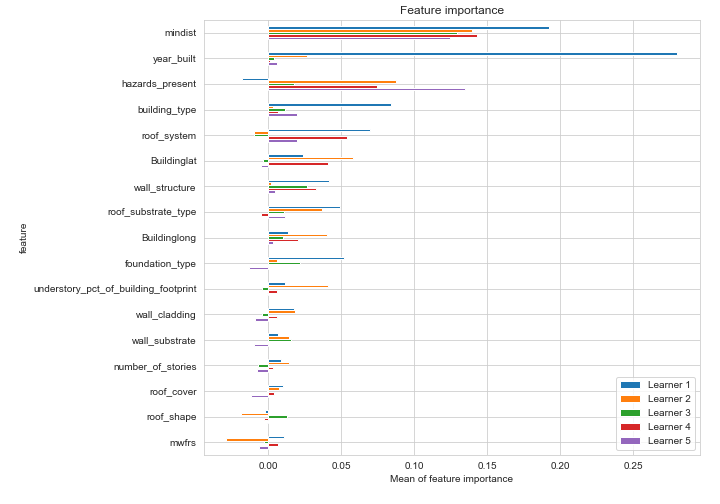 Feature importance
mindist
year_built
hazards_present
building_type
roof_system
Buildinglat
wall_structure
roof_substrate_type
Buildinglong
foundation_type
understory_pct_of_building_footprint
wall_cladding
wall_substrate
number_of_stories
roof_cover
roof_shape
mwfrs
feature
Learner 1
Learner 2
Learner 3
Learner 4
Learner 5
0.00 0.05 0.10 0.15 0.20 0.25
Mean of feature importance